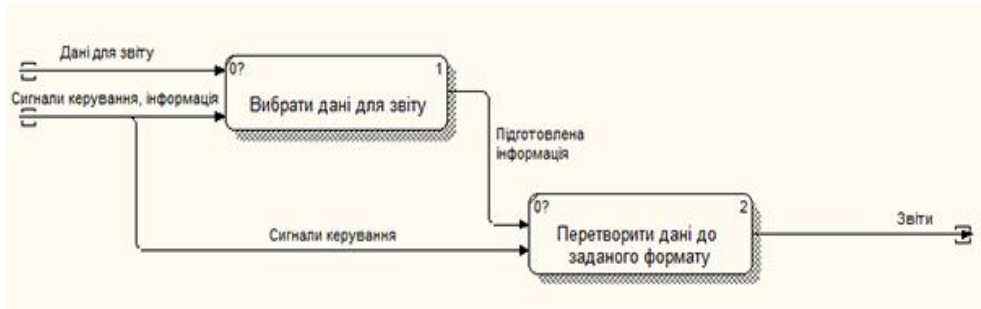 Дані для звіту
Сигнали керування, інформація
0?
1
Вибрати дані для звіту
Підготовлена
інформація
0?
2
Перетворити дані до
заданого формату
Сигнали керування
Звіти